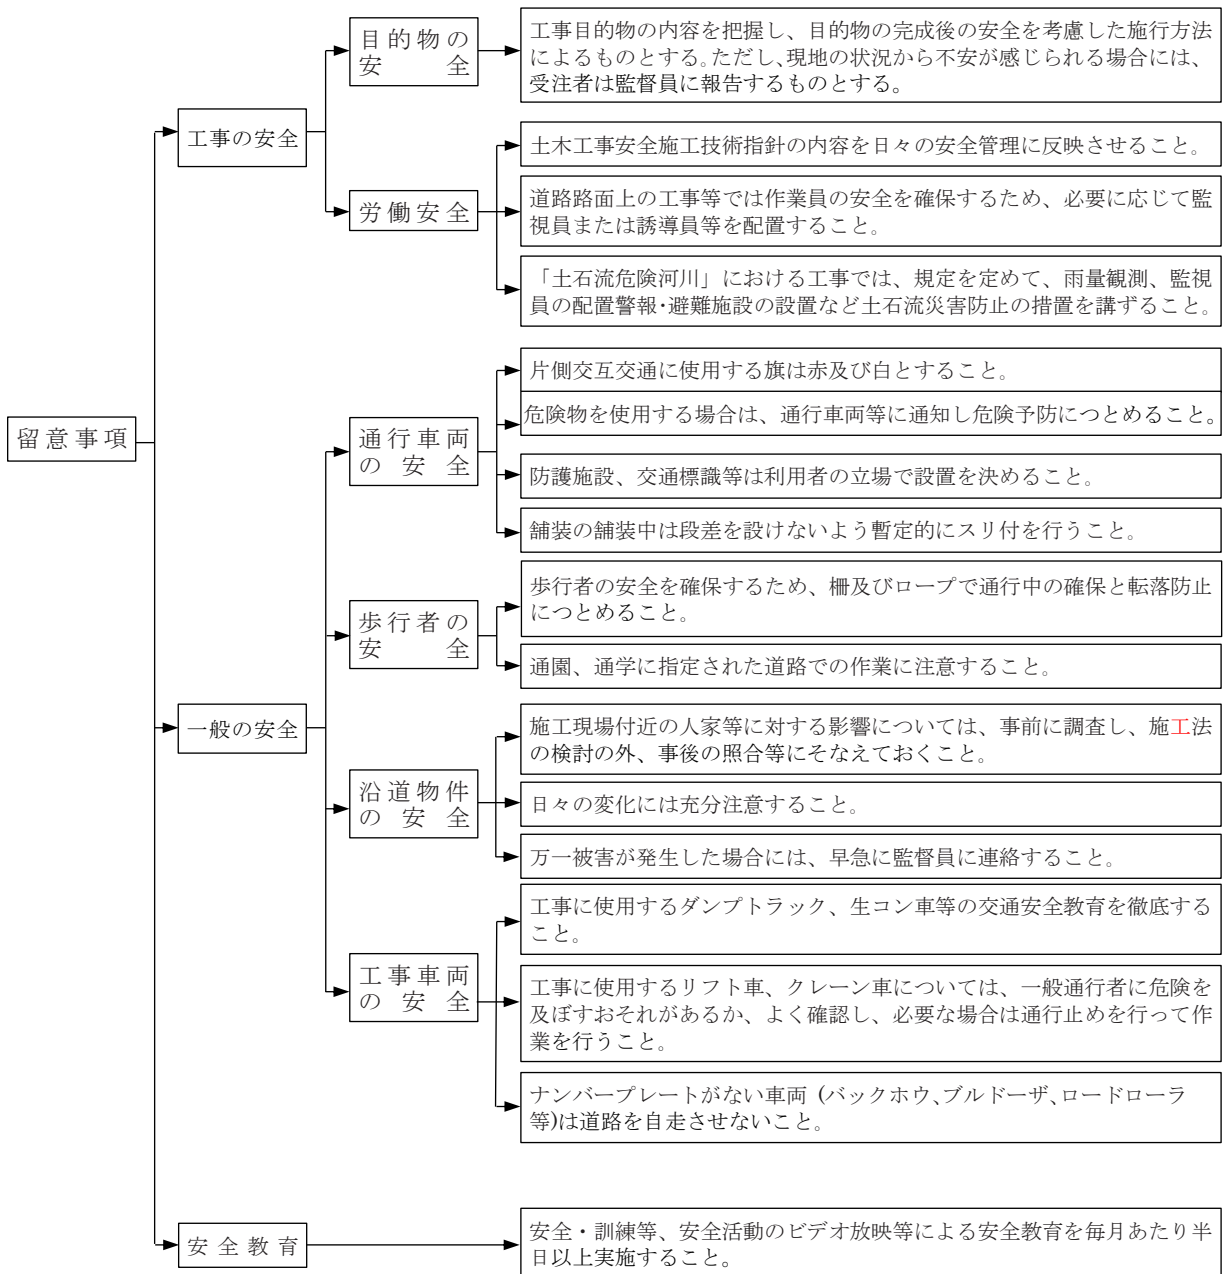 留意事項
工事の安全
目的物の
安全
工事目的物の内容を把握し、目的物の完成後の安全を考慮した施行方法
によるものとする。ただし、現地の状況から不安が感じられる場合には、
受注者は監督員に報告するものとする。
労働安全
土木工事安全施工技術指針の内容を日々の安全管理に反映させること。
道路路面上の工事等では作業員の安全を確保するため、必要に応じて監
視員または誘導員等を配置すること。
「土石流危険河川」における工事では、規定を定めて、雨量観測、監視
員の配置警報・避難施設の設置など土石流災害防止の措置を講ずること。
一般の安全
通行車両
の安全
片側交互交通に使用する旗は赤及び白とすること。
危険物を使用する場合は、通行車両等に通知し危険予防につとめること。
防護施設、交通標識等は利用者の立場で設置を決めること。
舗装の舗装中は段差を設けないよう暫定的にスリ付を行うこと。
歩行者の
安全
歩行者の安全を確保するため、柵及びロープで通行中の確保と転落防止
につとめること。
通園、通学に指定された道路での作業に注意すること。
沿道物件
の安全
施工現場付近の人家等に対する影響については、事前に調査し、施工法
の検討の外、事後の照合等にそなえておくこと。
日々の変化には充分注意すること。
万一被害が発生した場合には、早急に監督員に連絡すること。
工事車両
の安全
工事に使用するダンプトラック、生コン車等の交通安全教育を徹底する
こと。
工事に使用するリフト車、クレーン車については、一般通行者に危険を
及ぼすおそれがあるか、よく確認し、必要な場合は通行止めを行って作
業を行うこと。
ナンバープレートがない車両 (バックホウ、ブルドーザ、ロードローラ
等)は道路を自走させないこと。
安全教育
安全・訓練等、安全活動のビデオ放映等による安全教育を毎月あたり半
日以上実施すること。